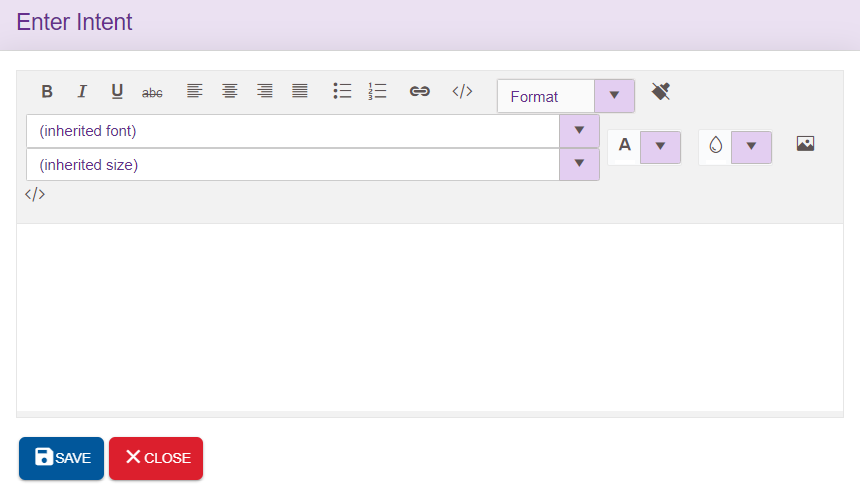 Enter Intent
B I U abc </> Format
(inherited font)
A
(inherited size)
</>
SAVE CLOSE